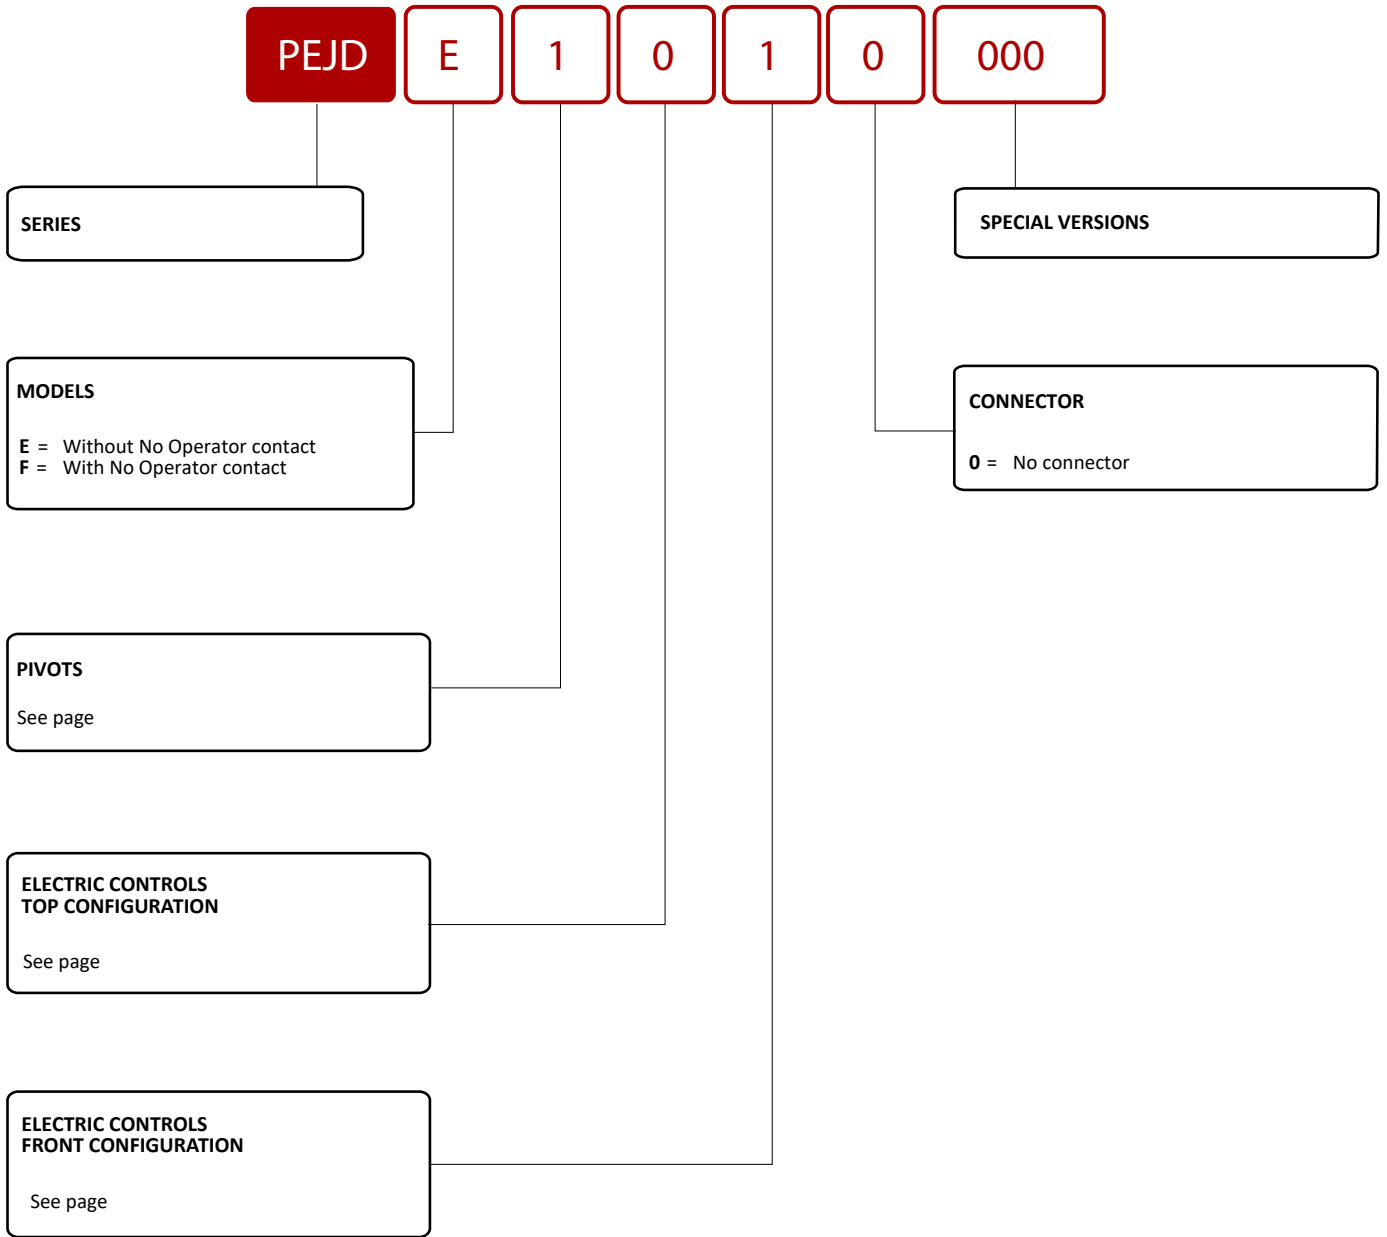 PEJD E 1 0 1 0 000
SERIES
SPECIAL VERSIONS
MODELS
E = Without No Operator contact
F = With No Operator contact
CONNECTOR
0 = No connector
PIVOTS
See page
ELECTRIC CONTROLS
TOP CONFIGURATION
See page
ELECTRIC CONTROLS
FRONT CONFIGURATION
See page